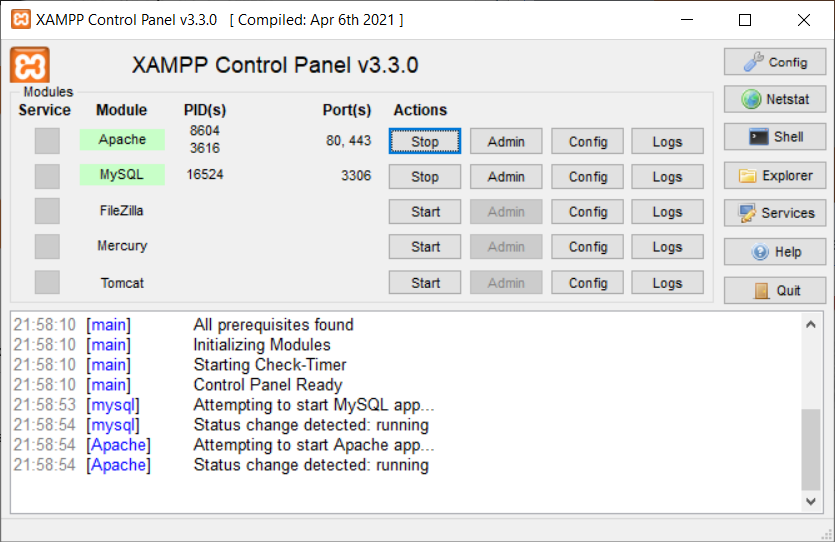 XAMPP Control Panel v3.3.0 [ Compiled: Apr 6th 2021 ]
XAMPP Control Panel v3.3.0
Config
Modules
Service Module PID(s) Port(s) Actions
Netstat
Apache 8604 3616 80, 443 Stop Admin Config Logs
Shell
MySQL 16524 3306 Stop Admin Config Logs
Explorer
FileZilla Start Admin Config Logs
Services
Mercury Start Admin Config Logs
Help
Tomcat Start Admin Config Logs
Quit
21:58:10 [main] All prerequisites found
21:58:10 [main] Initializing Modules
21:58:10 [main] Starting Check-Timer
21:58:10 [main] Control Panel Ready
21:58:53 [mysql] Attempting to start MySQL app...
21:58:54 [mysql] Status change detected: running
21:58:54 [Apache] Attempting to start Apache app...
21:58:54 [Apache] Status change detected: running